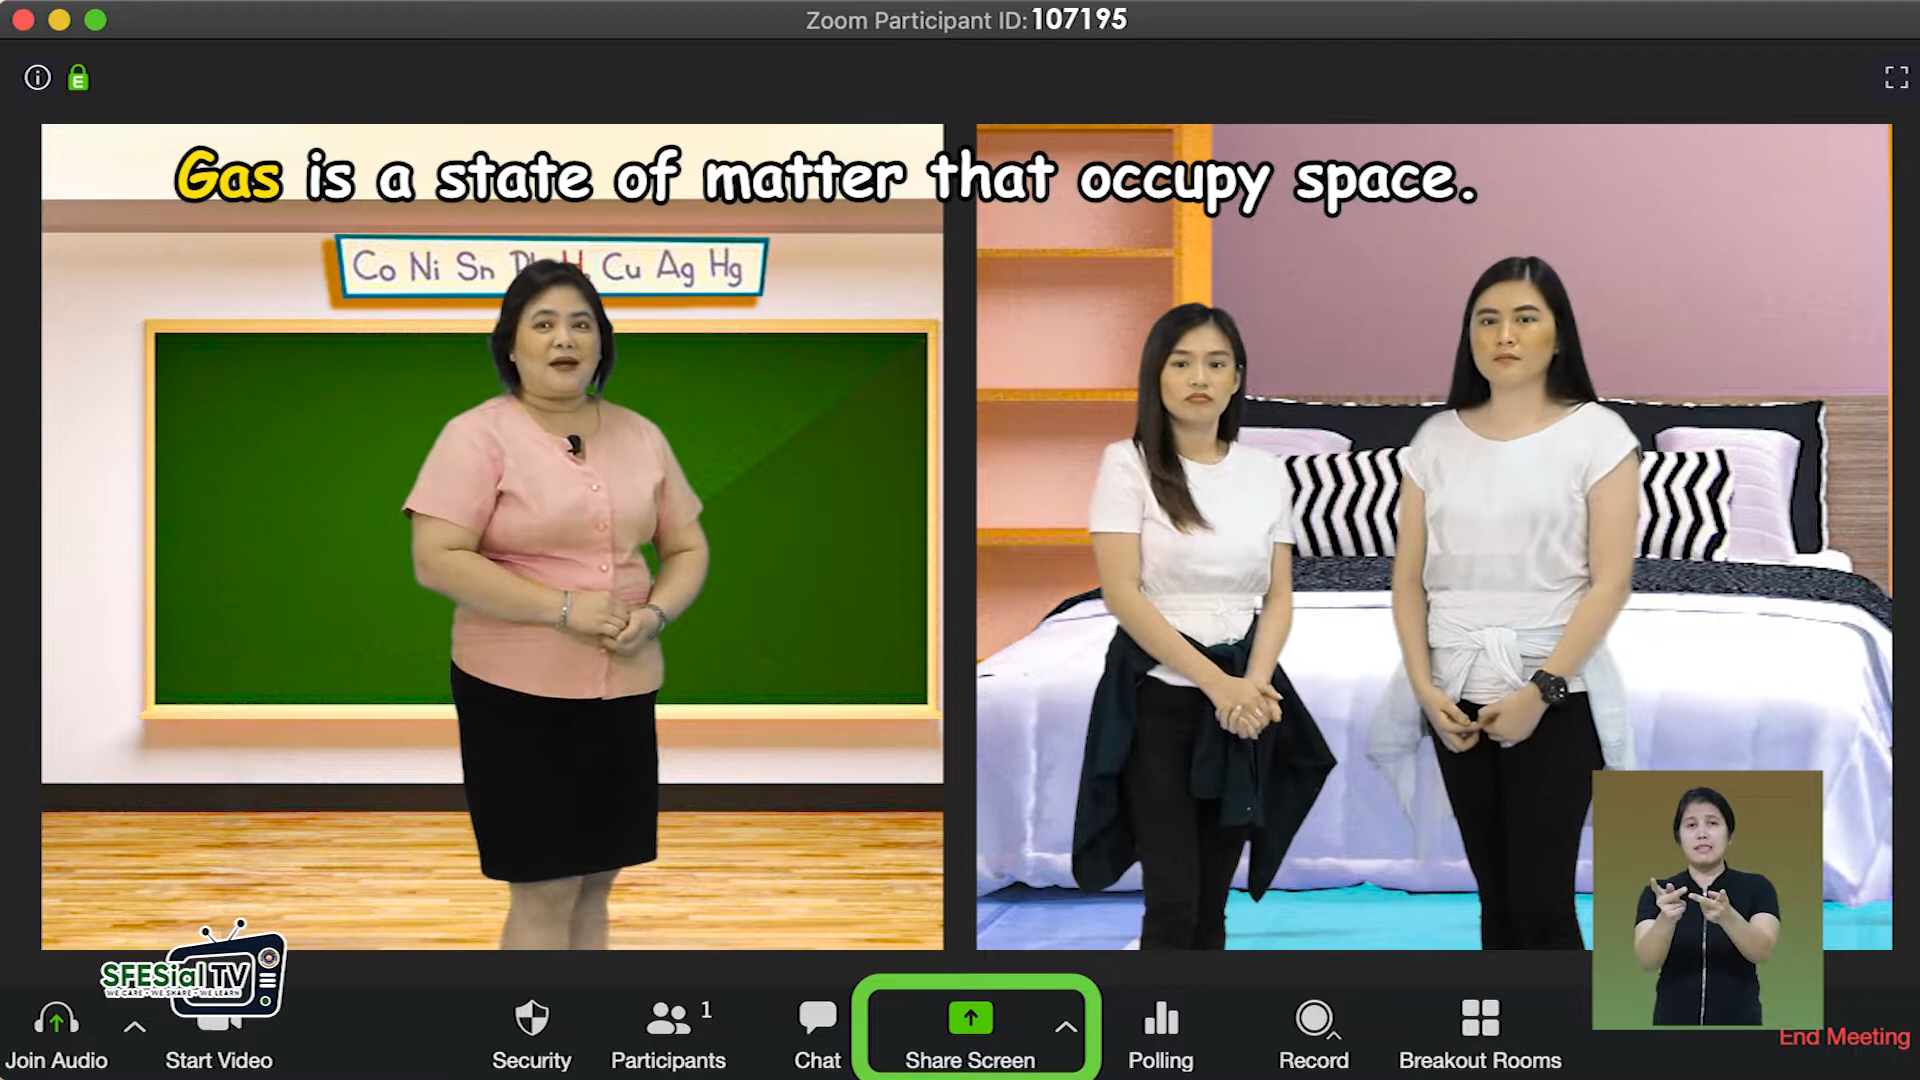 Zoom Participant ID: 107195
E
Gas is a state of matter that occupy space.
Co Ni Sn Cu Ag Hg
SFESial TV
WE CARE • WE SHARE • WE LEARN
1
Join Audio
Start Video
Security
Participants
Chat
Share Screen
Polling
Record
Breakout Rooms
End Meeting